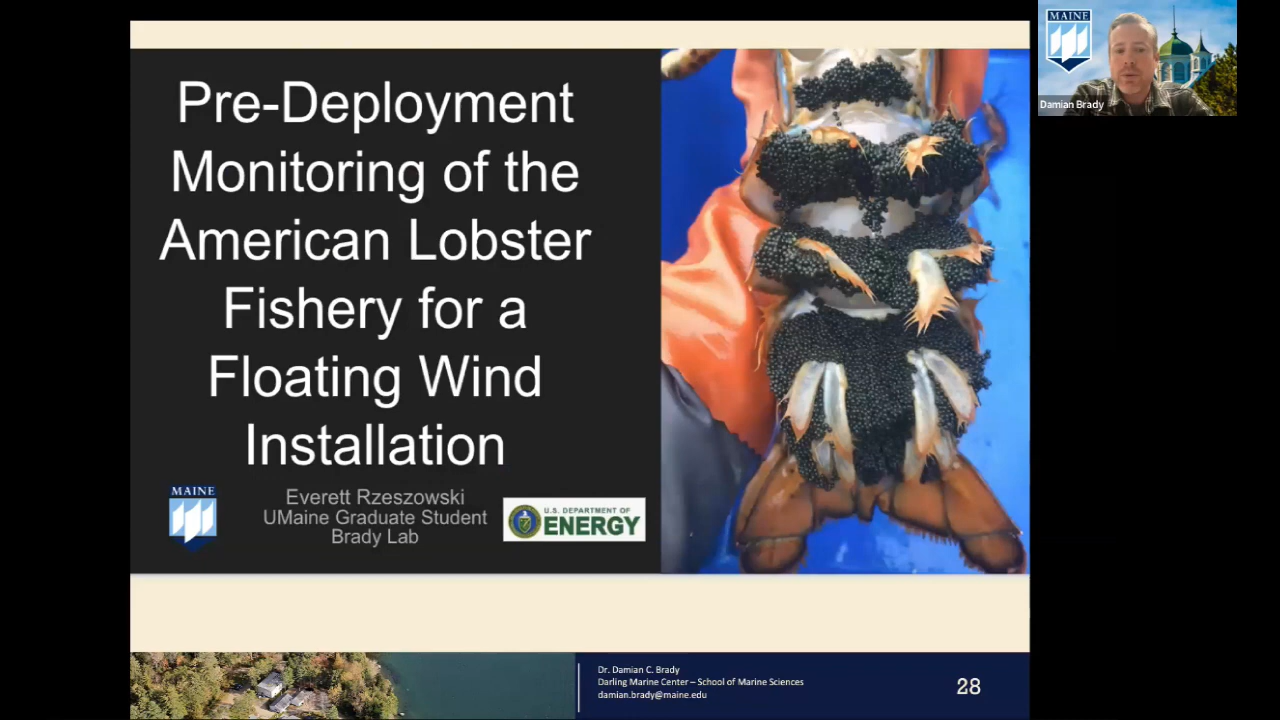 Pre-Deployment
Monitoring of the
American Lobster
Fishery for a
Floating Wind
Installation
MAINE
Everett Rzeszowski
UMaine Graduate Student
Brady Lab
U.S. DEPARTMENT OF
ENERGY
Dr. Damian C. Brady
Darling Marine Center – School of Marine Sciences
damian.brady@maine.edu
28
MAINE
Damian Brady